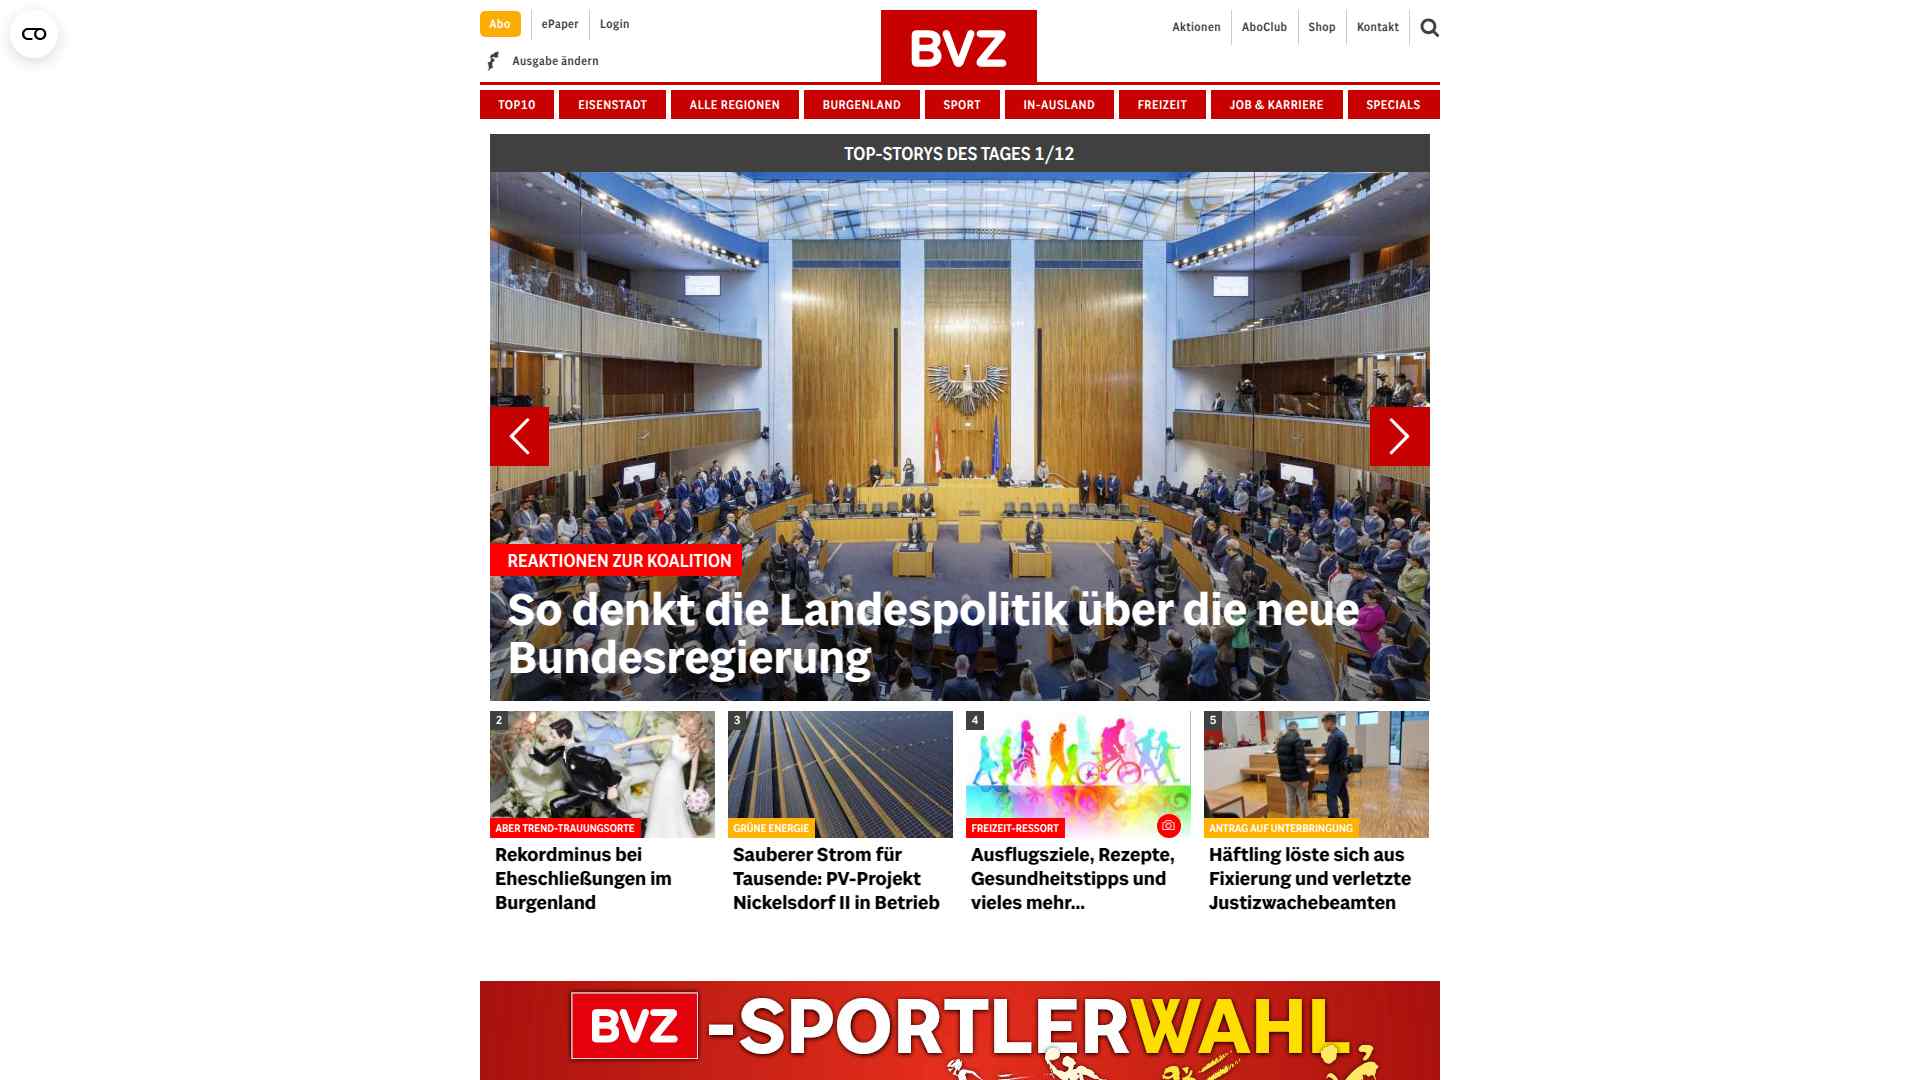 Abo
ePaper
Login
BVZ
Aktionen
AboClub
Shop
Kontakt
Ausgabe ändern
TOP10
EISENSTADT
ALLE REGIONEN
BURGENLAND
SPORT
IN-AUSLAND
FREIZEIT
JOB & KARRIERE
SPECIALS
TOP-STORYS DES TAGES 1/12
REAKTIONEN ZUR KOALITION
So denkt die Landespolitik über die neue
Bundesregierung
2
ABER TREND-TRAUUNGSORTE
Rekordminus bei
Eheschließungen im
Burgenland
3
GRÜNE ENERGIE
Sauberer Strom für
Tausende: PV-Projekt
Nickelsdorf II in Betrieb
4
FREIZEIT-RESSORT
Ausflugsziele, Rezepte,
Gesundheitstipps und
vieles mehr...
5
ANTRAG AUF UNTERBRINGUNG
Häftling löste sich aus
Fixierung und verletzte
Justizwachebeamten
BVZ -SPORTLERWAHL